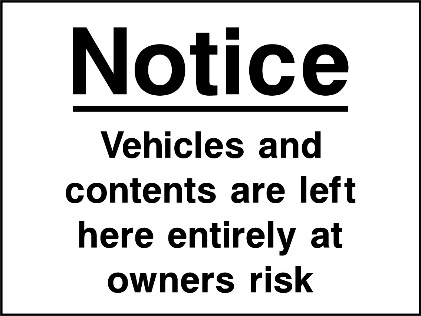 Notice
Vehicles and
contents are left
here entirely at
owners risk